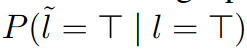 P(l̃ = ⊤ | l = ⊤)